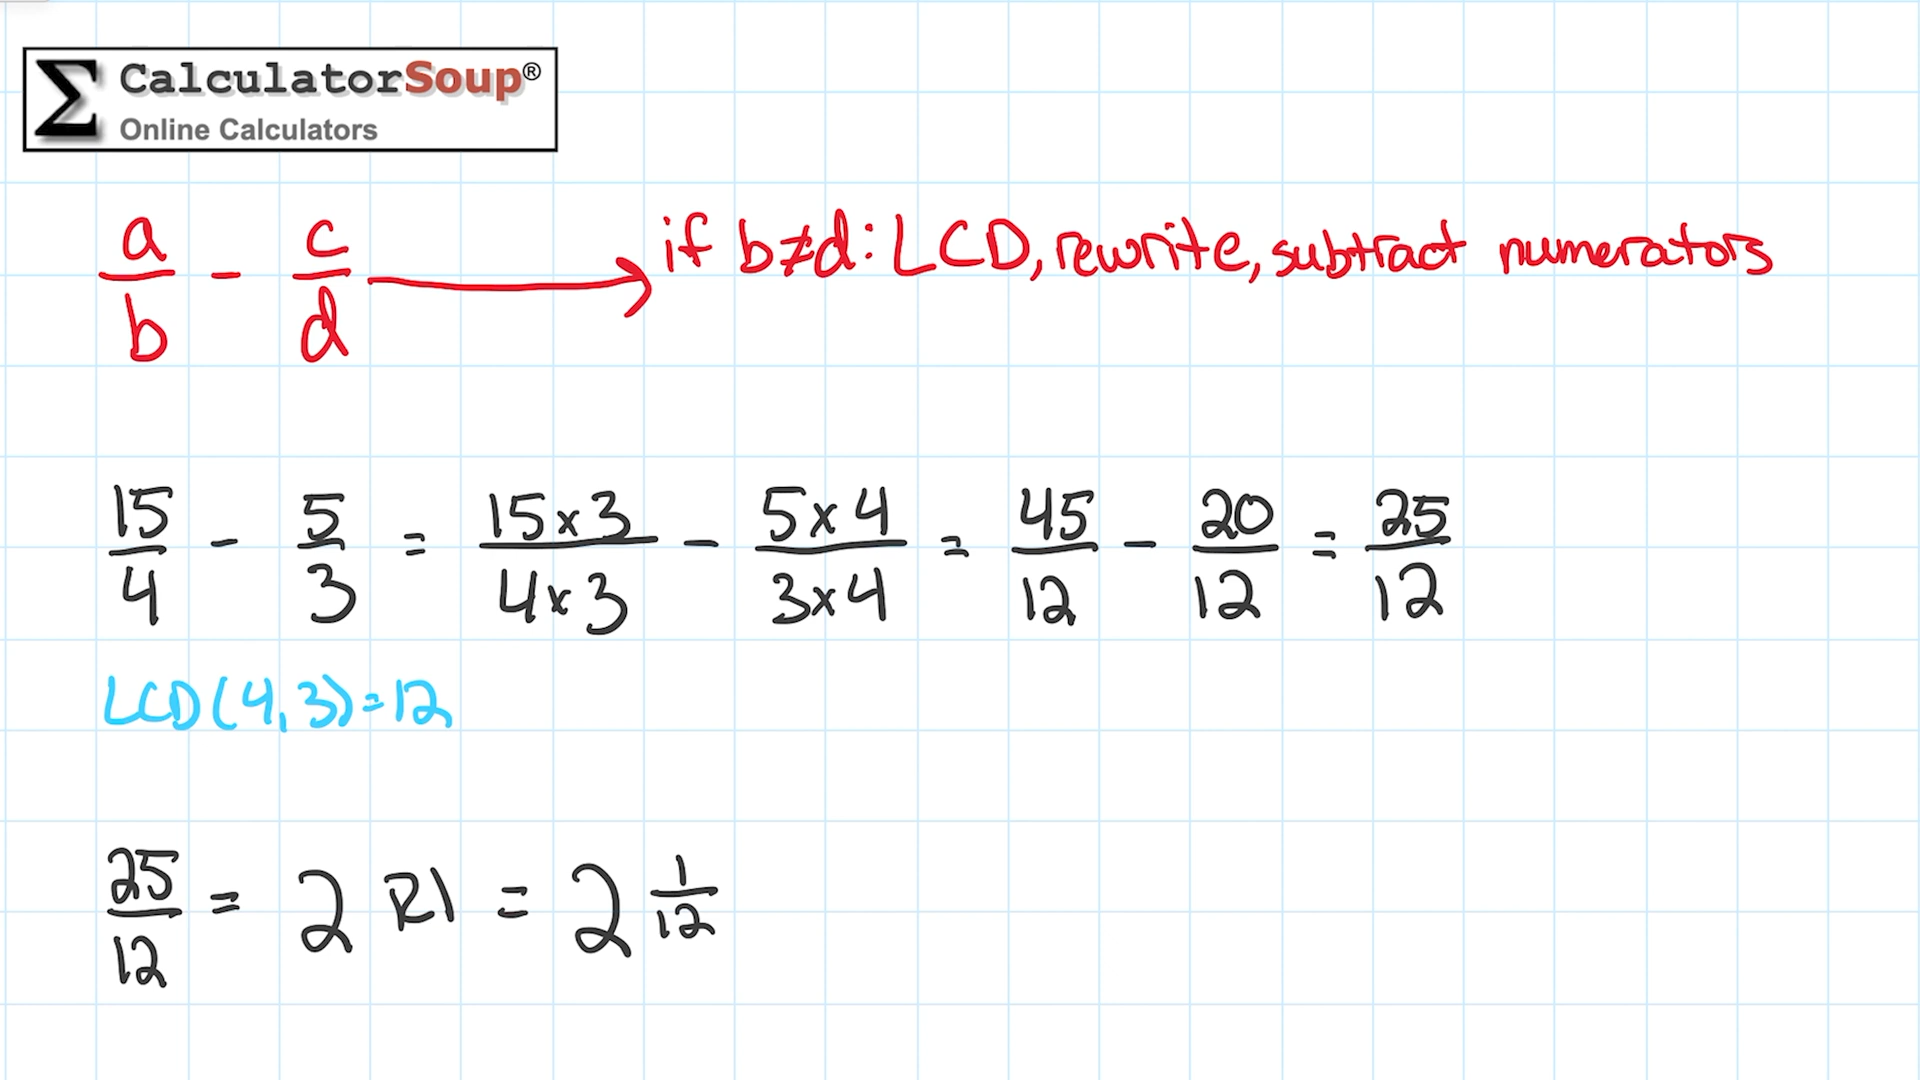 CalculatorSoup®
Online Calculators
a/b - c/d → if b≠d: LCD, rewrite, subtract numerators
15/4 - 5/3 = 15x3/4x3 - 5x4/3x4 = 45/12 - 20/12 = 25/12
LCD(4,3)=12
25/12 = 2 R1 = 2 1/12